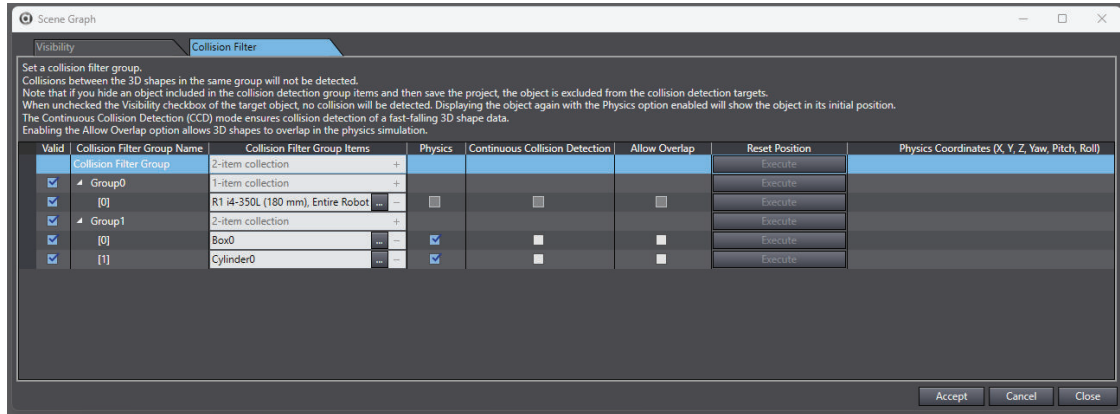 Scene Graph
Visibility
Collision Filter
Set a collision filter group.
Collisions between the 3D shapes in the same group will not be detected.
Note that if you hide an object included in the collision detection group items and then save the project, the object is excluded from the collision detection targets.
When unchecked the Visibility checkbox of the target object, no collision will be detected. Displaying the object again with the Physics option enabled will show the object in its initial position.
The Continuous Collision Detection (CCD) mode ensures collision detection of a fast-falling 3D shape data.
Enabling the Allow Overlap option allows 3D shapes to overlap in the physics simulation.
Valid Collision Filter Group Name Collision Filter Group Items Physics Continuous Collision Detection Allow Overlap Reset Position Physics Coordinates (X, Y, Z, Yaw, Pitch, Roll)
Collision Filter Group 2-item collection + Execute
Group0 1-item collection + Execute
[0] R1 i4-350L (180 mm), Entire Robot ... − Execute
Group1 2-item collection + Execute
[0] Box0 ... − Execute
[1] Cylinder0 ... − Execute
Accept Cancel Close